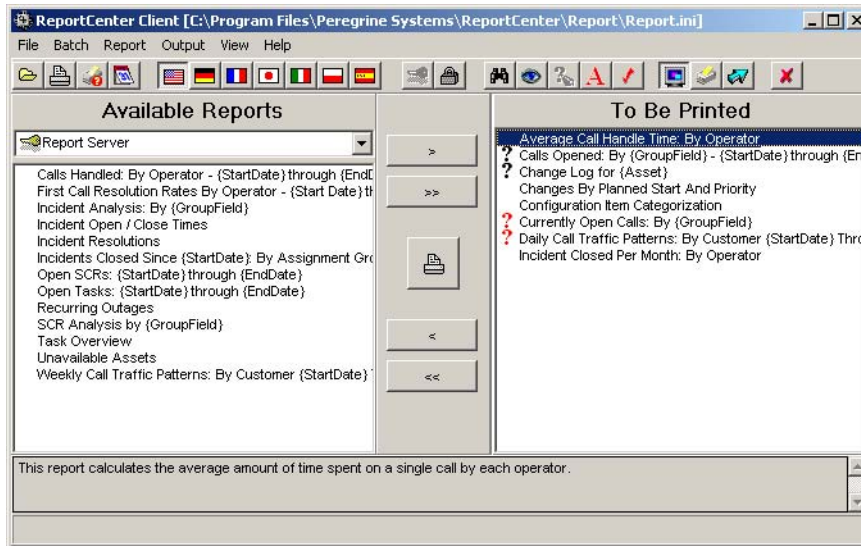 ReportCenter Client [C:\Program Files\Peregrine Systems\ReportCenter\Report\Report.ini]
File Batch Report Output View Help
Available Reports
Report Server
Calls Handled: By Operator - {StartDate} through {End
First Call Resolution Rates By Operator - {Start Date} th
Incident Analysis: By {GroupField}
Incident Open / Close Times
Incident Resolutions
Incidents Closed Since {StartDate}: By Assignment Gr
Open SCRs: {StartDate} through {EndDate}
Open Tasks: {StartDate} through {EndDate}
Recurring Outages
SCR Analysis by {GroupField}
Task Overview
Unavailable Assets
Weekly Call Traffic Patterns: By Customer {StartDate}
>
>>
<
<<
To Be Printed
Average Call Handle Time: By Operator
? Calls Opened: By {GroupField} - {StartDate} through {En
? Change Log for {Asset}
Changes By Planned Start And Priority
Configuration Item Categorization
? Currently Open Calls: By {GroupField}
? Daily Call Traffic Patterns: By Customer {StartDate} Thr
Incident Closed Per Month: By Operator
This report calculates the average amount of time spent on a single call by each operator.